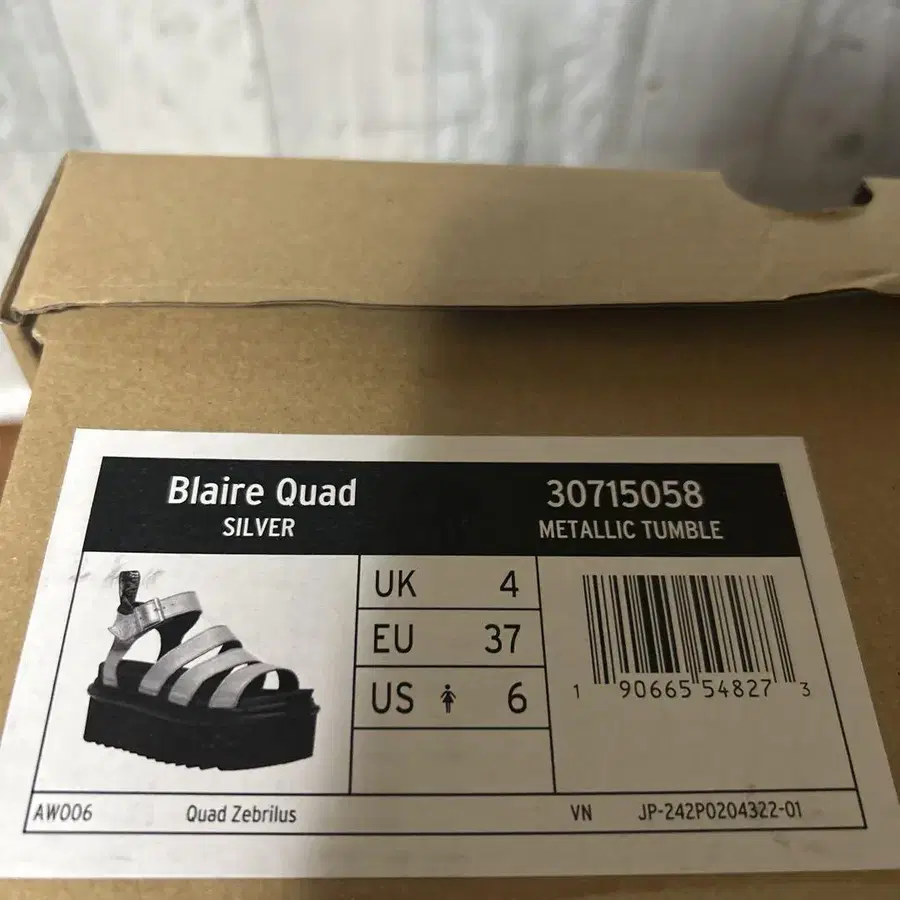 Blaire Quad
SILVER
30715058
METALLIC TUMBLE
UK 4
EU 37
US 6
1 90665 54827 3
AW006 Quad Zebrilus VN JP-242P0204322-01